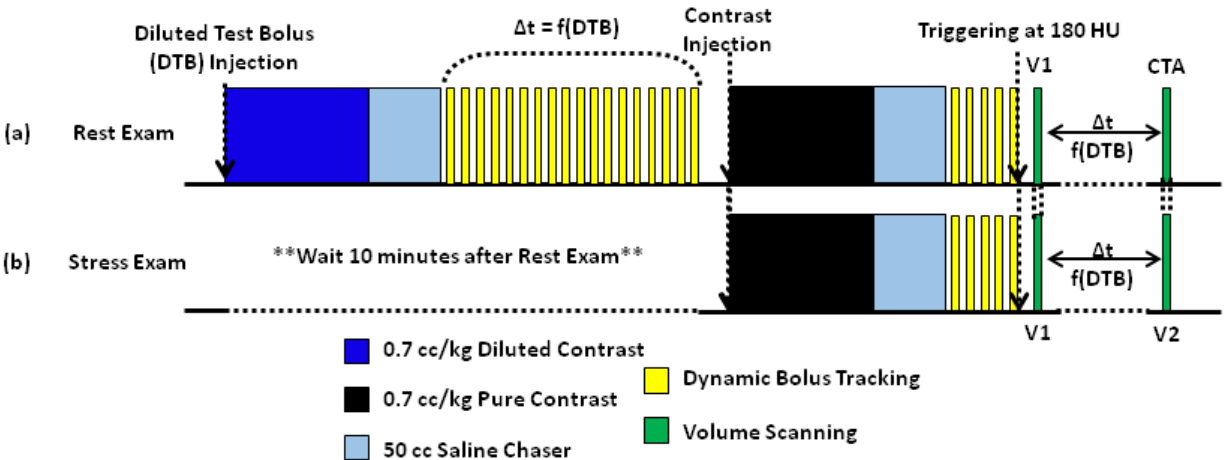 Diluted Test Bolus
(DTB) Injection
Δt = f(DTB)
Contrast
Injection
Triggering at 180 HU
V1
CTA
(a) Rest Exam
Δt
f(DTB)
(b) Stress Exam
**Wait 10 minutes after Rest Exam**
Δt
f(DTB)
V1
V2
0.7 cc/kg Diluted Contrast
0.7 cc/kg Pure Contrast
50 cc Saline Chaser
Dynamic Bolus Tracking
Volume Scanning